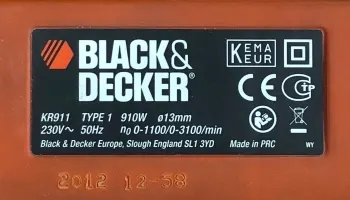 BLACK&
DECKER®
KEMA
KEUR
KR911 TYPE 1 910W ø13mm
230V~ 50Hz n0 0-1100/0-3100/min
Black & Decker Europe, Slough England SL1 3YD
Made in PRC WY
2012 12-58